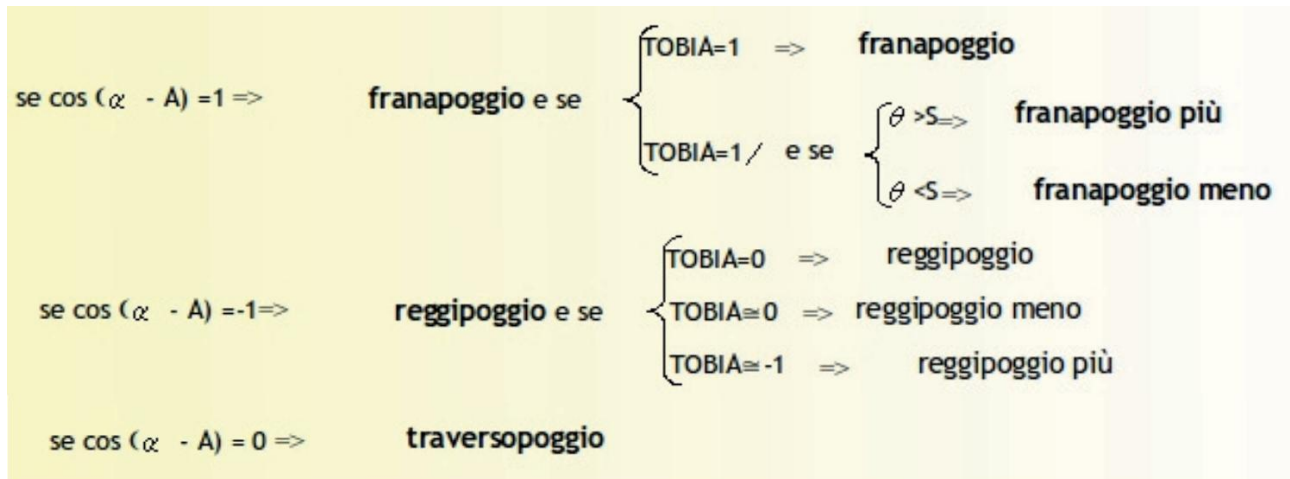 TOBIA=1 => franapoggio
se cos (α - A) =1 => franapoggio e se
θ >S=> franapoggio più
TOBIA=1/ e se
θ <S=> franapoggio meno
TOBIA=0 => reggipoggio
se cos (α - A) =-1=> reggipoggio e se TOBIA≅0 => reggipoggio meno
TOBIA≅-1 => reggipoggio più
se cos (α - A) = 0 => traversopoggio